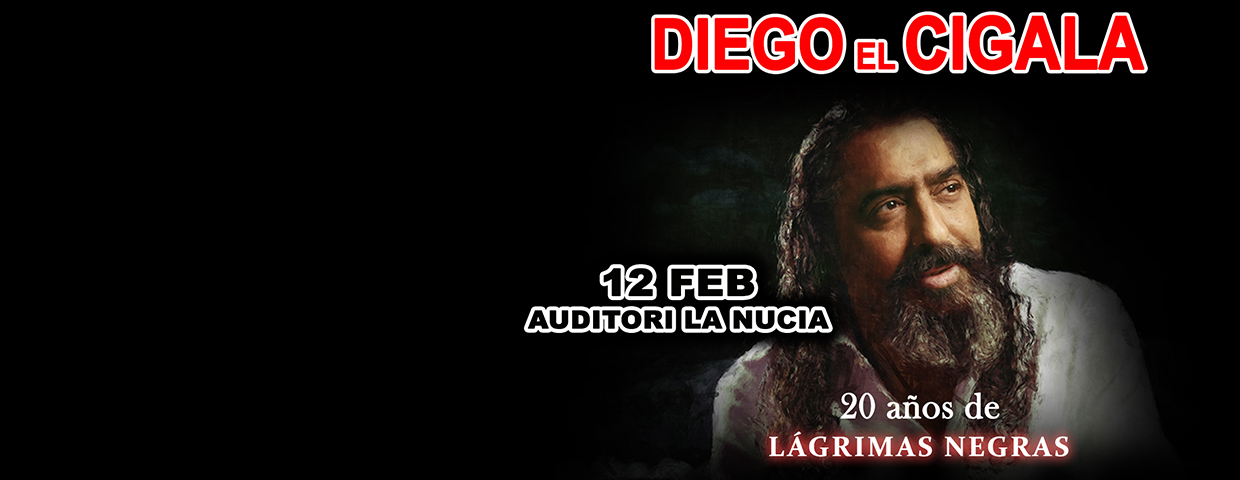 DIEGO EL CIGALA
12 FEB
AUDITORI LA NUCIA
20 años de
LÁGRIMAS NEGRAS